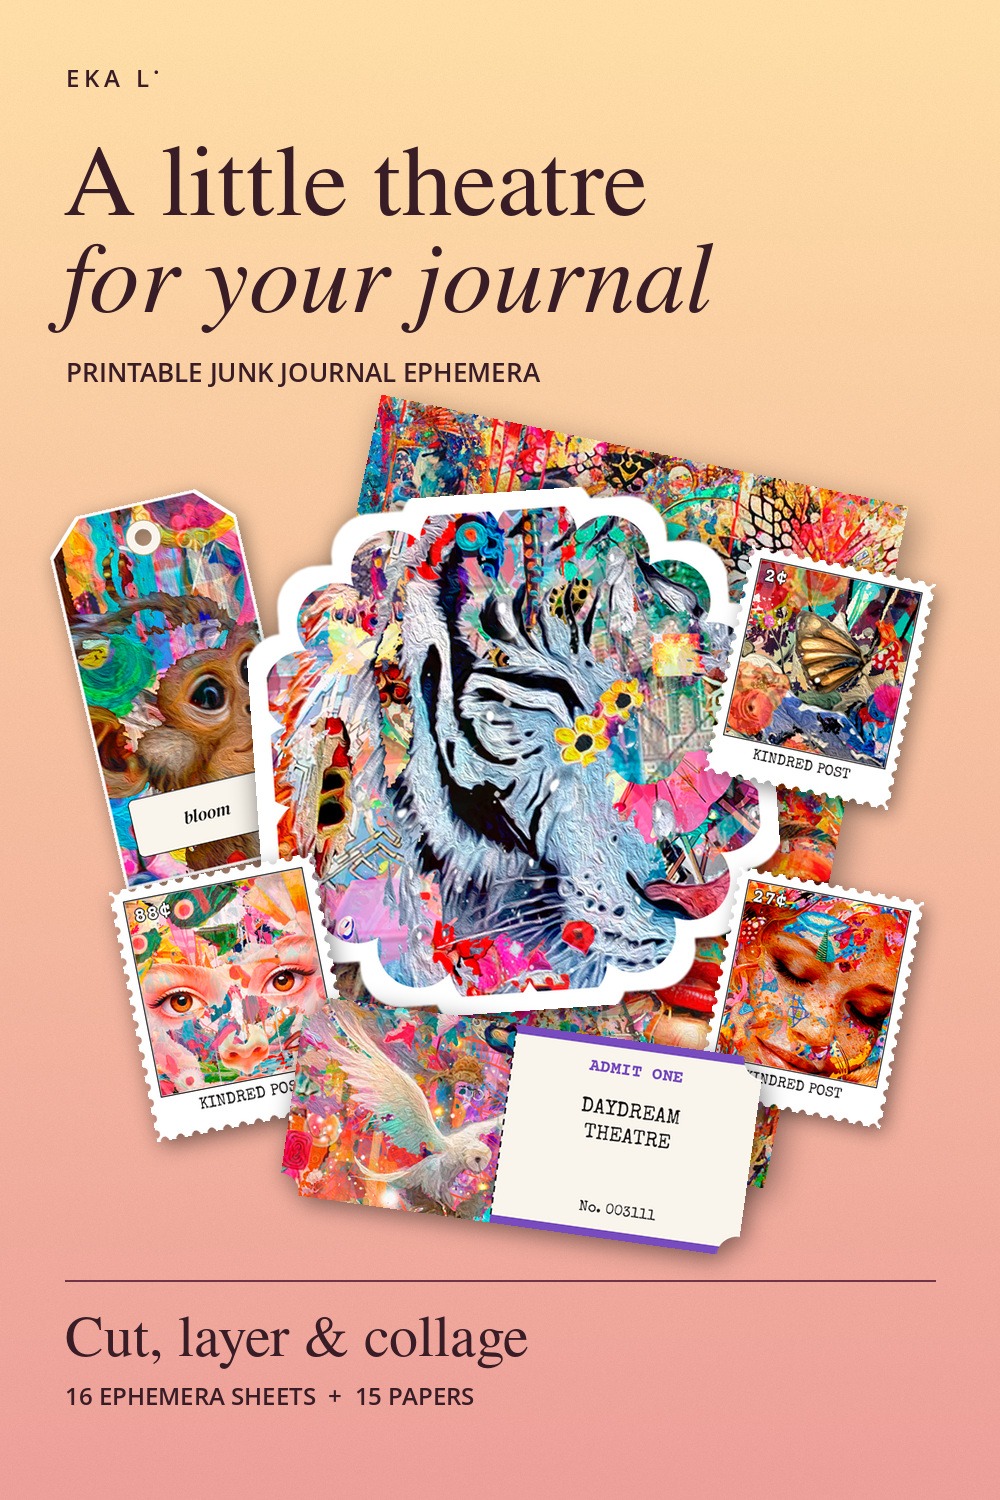 EKA L•
A little theatre
for your journal
PRINTABLE JUNK JOURNAL EPHEMERA
2¢
KINDRED POST
bloom
88¢
KINDRED POS
27¢
KINDRED POST
ADMIT ONE
DAYDREAM
THEATRE
No. 003111
Cut, layer & collage
16 EPHEMERA SHEETS + 15 PAPERS